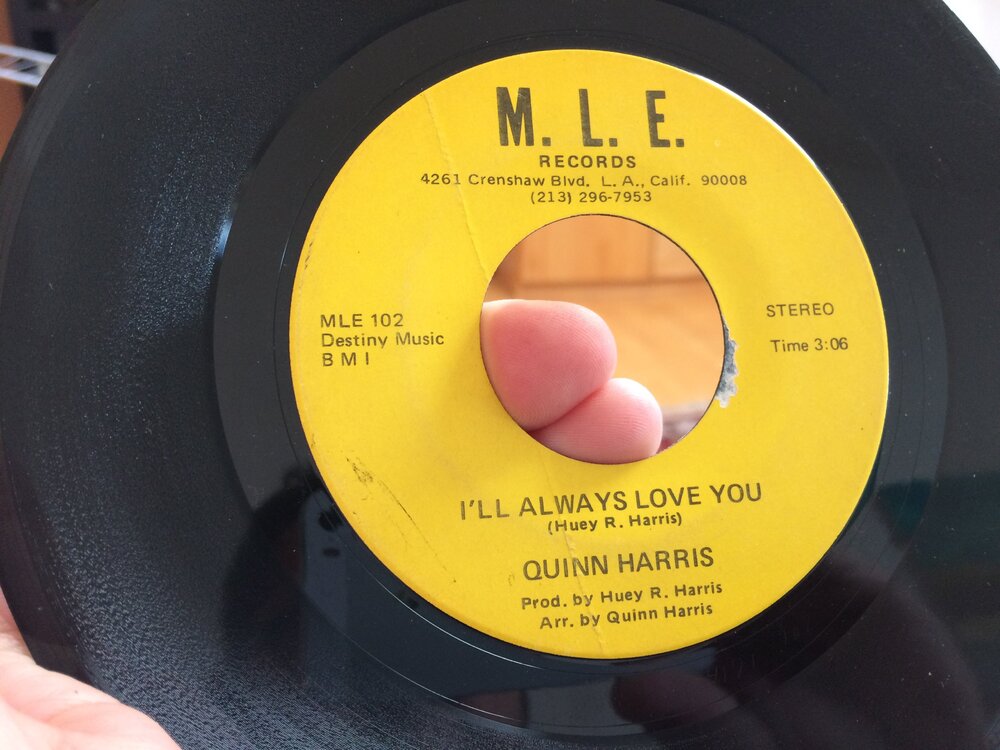 M. L. E.
RECORDS
4261 Crenshaw Blvd. L. A., Calif. 90008
(213) 296-7953
MLE 102
Destiny Music
B M I
STEREO
Time 3:06
I'LL ALWAYS LOVE YOU
(Huey R. Harris)
QUINN HARRIS
Prod. by Huey R. Harris
Arr. by Quinn Harris